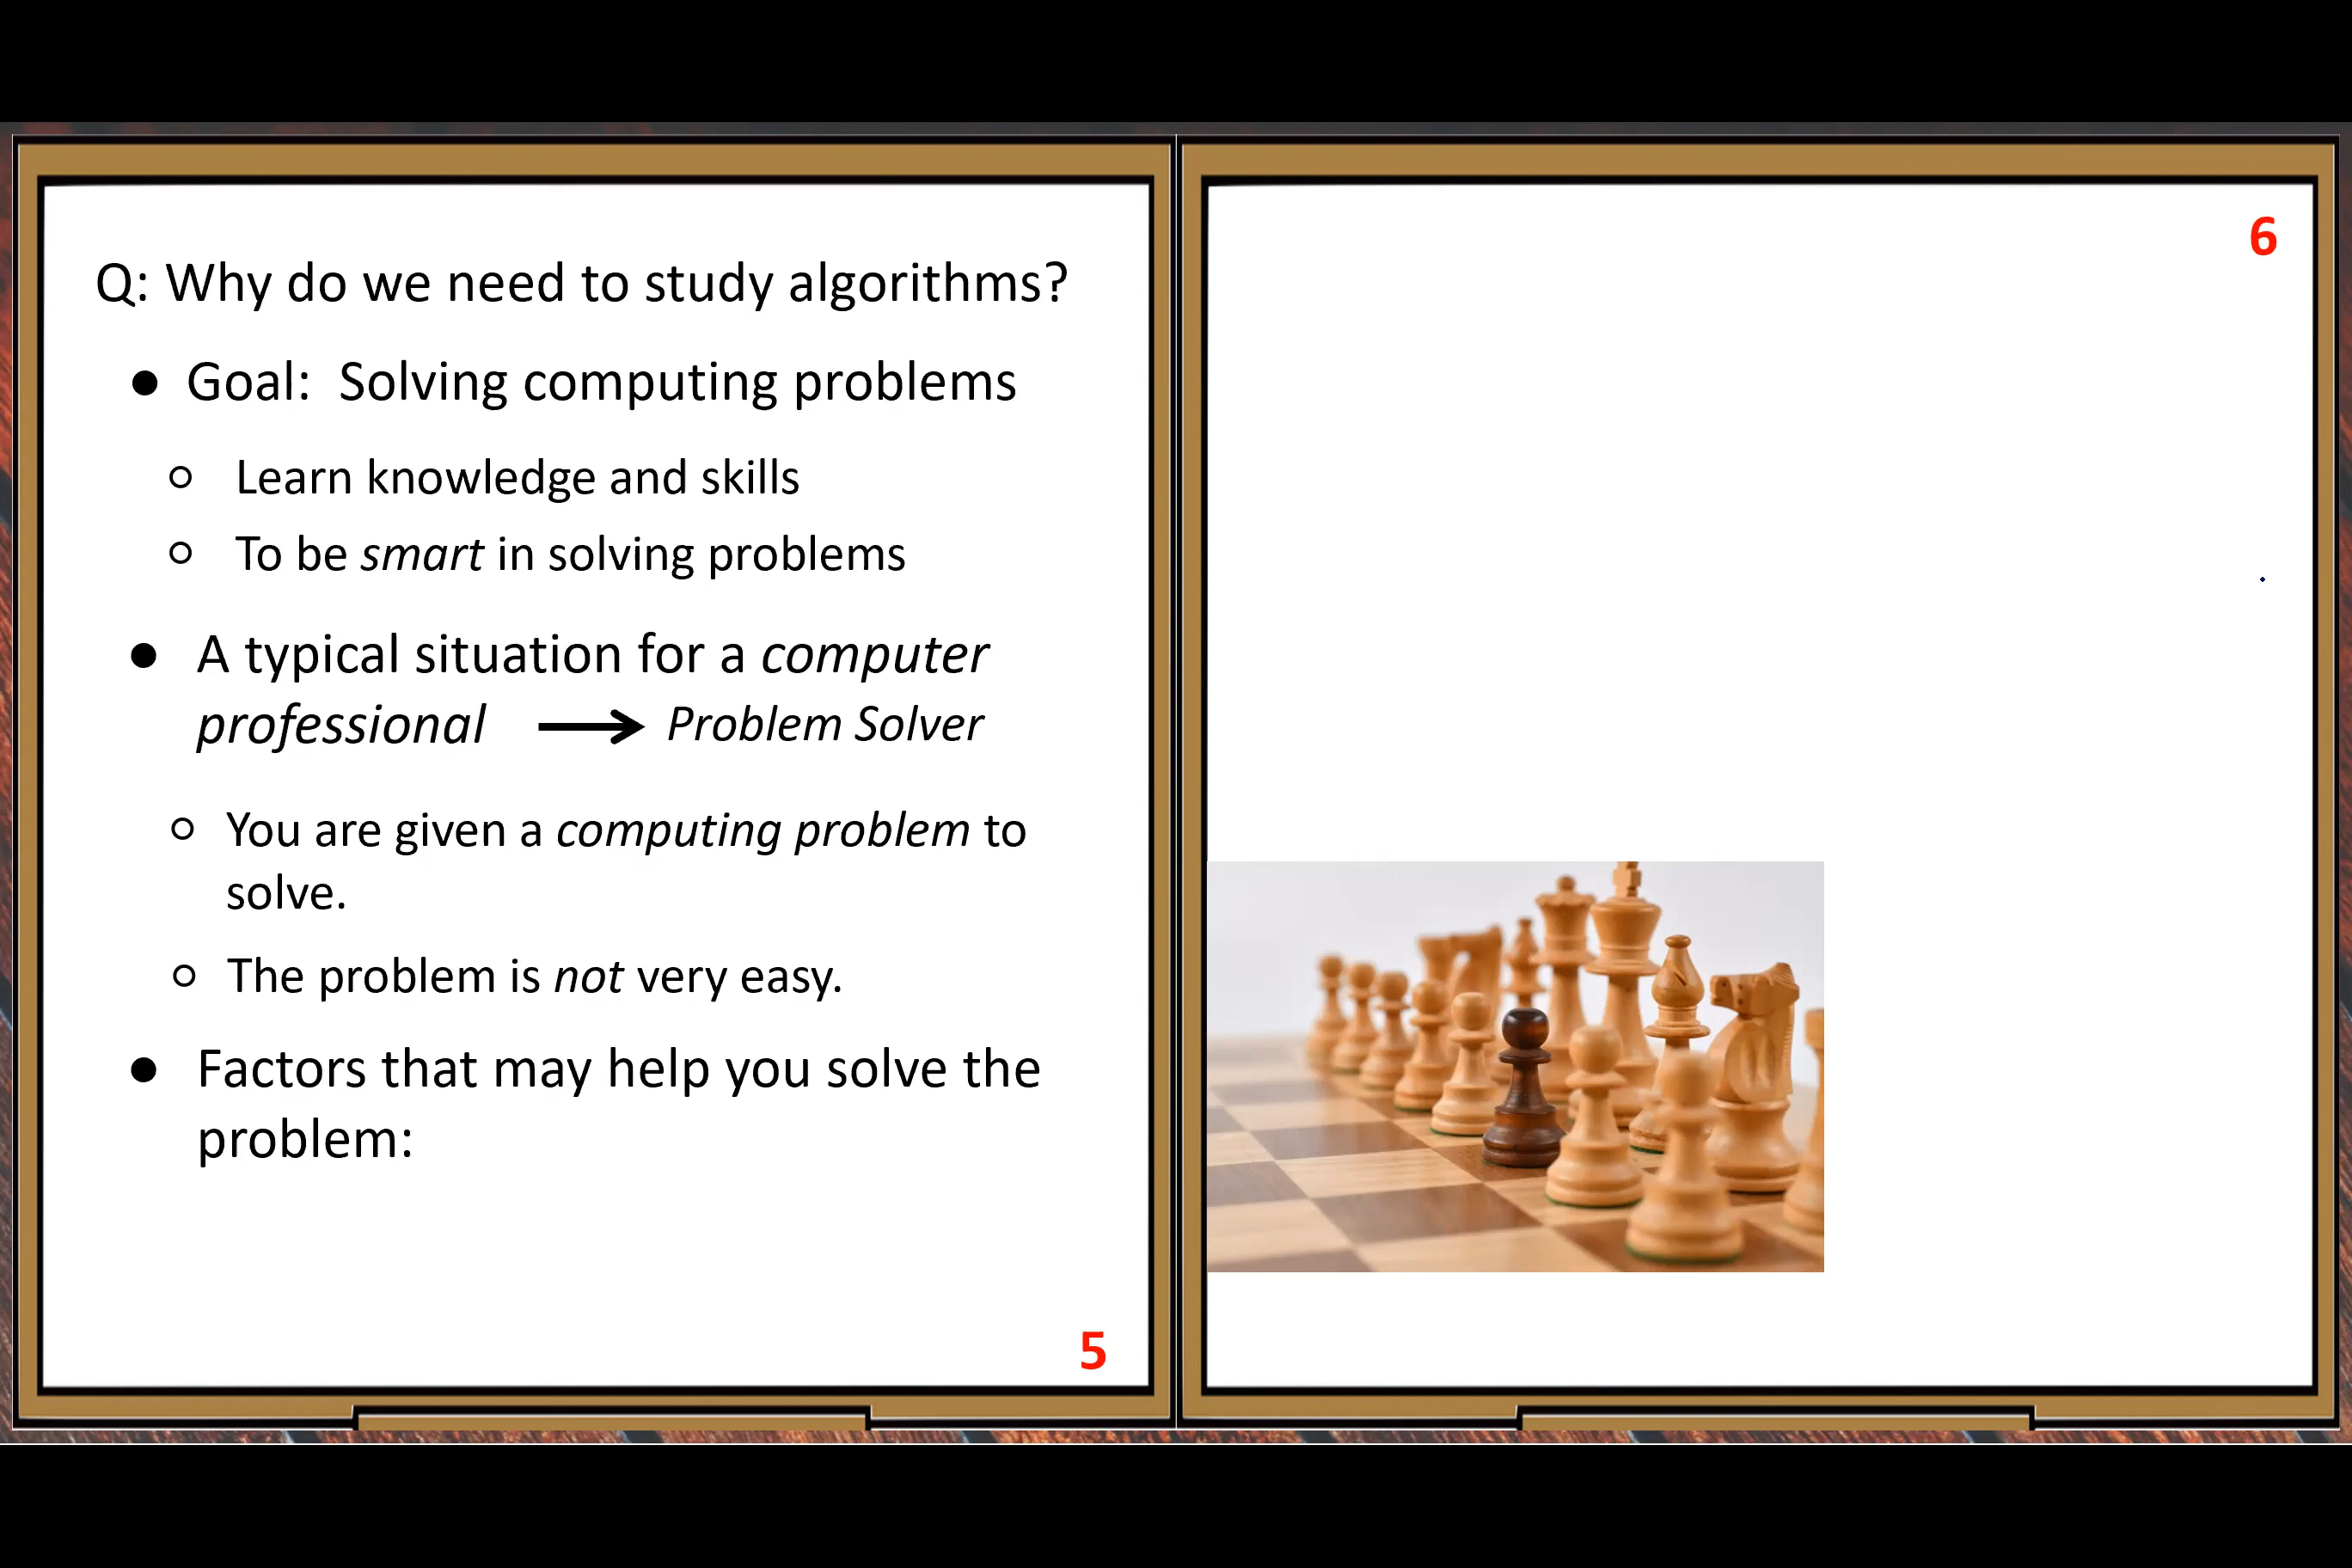 Q: Why do we need to study algorithms?
● Goal: Solving computing problems
○ Learn knowledge and skills
○ To be smart in solving problems
● A typical situation for a computer
professional ⟶ Problem Solver
○ You are given a computing problem to
solve.
○ The problem is not very easy.
● Factors that may help you solve the
problem:
5
6